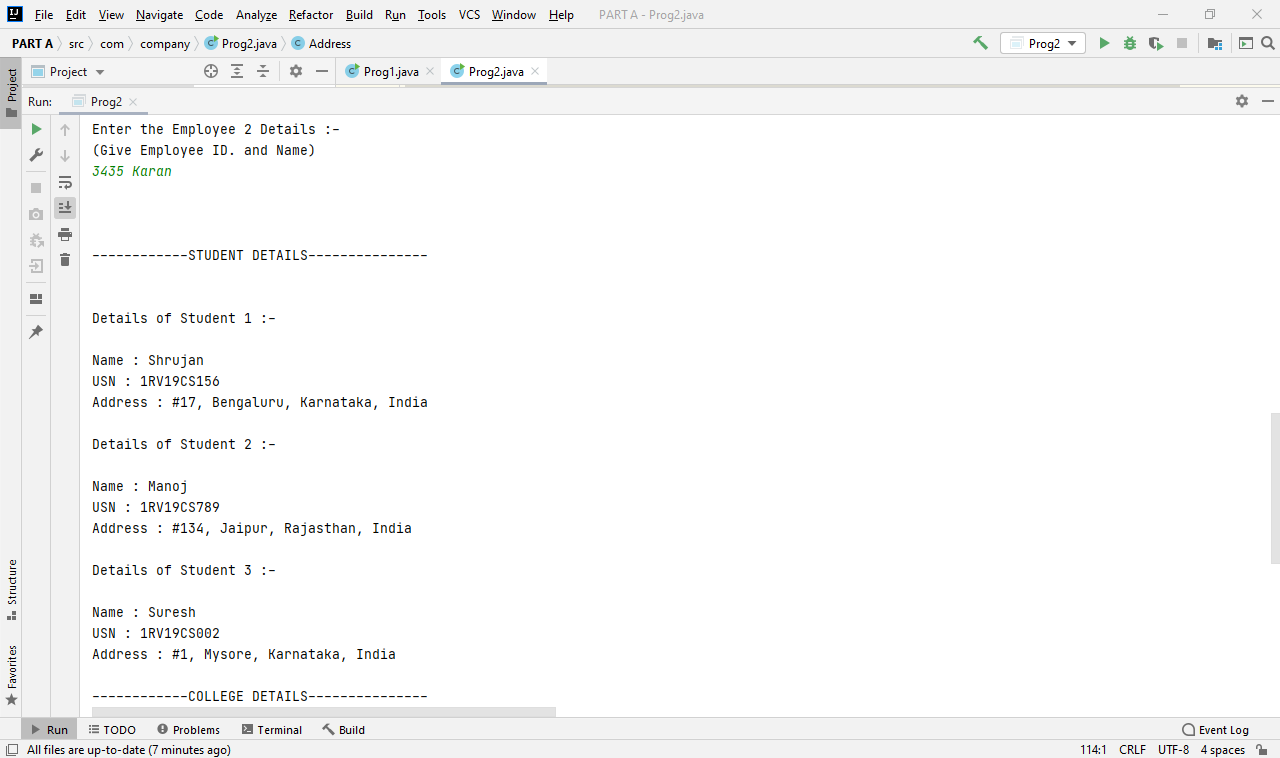 File Edit View Navigate Code Analyze Refactor Build Run Tools VCS Window Help PART A - Prog2.java
PART A src com company Prog2.java Address Prog2
Project Prog1.java Prog2.java
Project
Run: Prog2
Enter the Employee 2 Details :-
(Give Employee ID. and Name)
3435 Karan
------------STUDENT DETAILS---------------
Details of Student 1 :-
Name : Shrujan
USN : 1RV19CS156
Address : #17, Bengaluru, Karnataka, India
Details of Student 2 :-
Name : Manoj
USN : 1RV19CS789
Address : #134, Jaipur, Rajasthan, India
Details of Student 3 :-
Name : Suresh
USN : 1RV19CS002
Address : #1, Mysore, Karnataka, India
------------COLLEGE DETAILS---------------
Structure
Favorites
Run TODO Problems Terminal Build Event Log
All files are up-to-date (7 minutes ago) 114:1 CRLF UTF-8 4 spaces